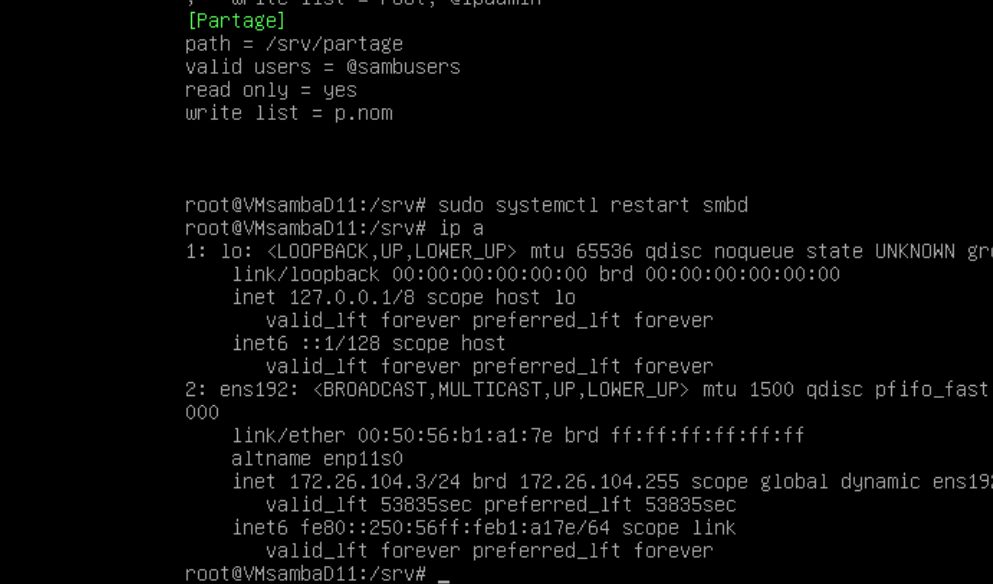 ;   write list = root, @lpadmin
[Partage]
path = /srv/partage
valid users = @sambusers
read only = yes
write list = p.nom
root@VMsambaD11:/srv# sudo systemctl restart smbd
root@VMsambaD11:/srv# ip a
1: lo: <LOOPBACK,UP,LOWER_UP> mtu 65536 qdisc noqueue state UNKNOWN gr
link/loopback 00:00:00:00:00:00 brd 00:00:00:00:00:00
inet 127.0.0.1/8 scope host lo
valid_lft forever preferred_lft forever
inet6 ::1/128 scope host
valid_lft forever preferred_lft forever
2: ens192: <BROADCAST,MULTICAST,UP,LOWER_UP> mtu 1500 qdisc pfifo_fast
000
link/ether 00:50:56:b1:a1:7e brd ff:ff:ff:ff:ff:ff
altname enp11s0
inet 172.26.104.3/24 brd 172.26.104.255 scope global dynamic ens192
valid_lft 53835sec preferred_lft 53835sec
inet6 fe80::250:56ff:feb1:a17e/64 scope link
valid_lft forever preferred_lft forever
root@VMsambaD11:/srv# _